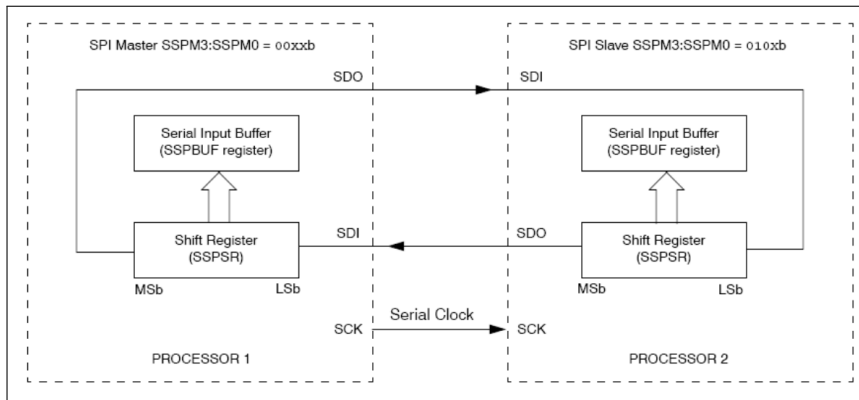 SPI Master SSPM3:SSPM0 = 00xxb
SPI Slave SSPM3:SSPM0 = 010xb
SDO
SDI
Serial Input Buffer
(SSPBUF register)
Serial Input Buffer
(SSPBUF register)
Shift Register
(SSPSR)
SDI
SDO
Shift Register
(SSPSR)
MSb
LSb
MSb
LSb
Serial Clock
SCK
SCK
PROCESSOR 1
PROCESSOR 2